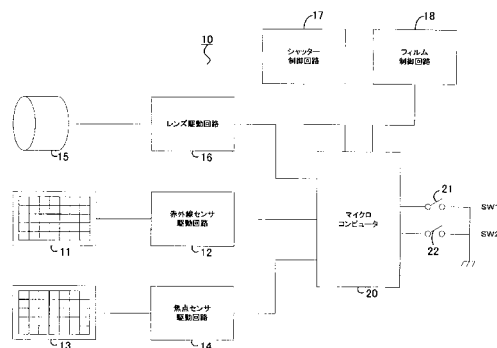 10
17
シャッター
制御回路
18
フィルム
制御回路
15
レンズ駆動回路
16
11
赤外線センサ
駆動回路
12
13
焦点センサ
駆動回路
14
マイクロ
コンピュータ
20
21
SW1
22
SW2